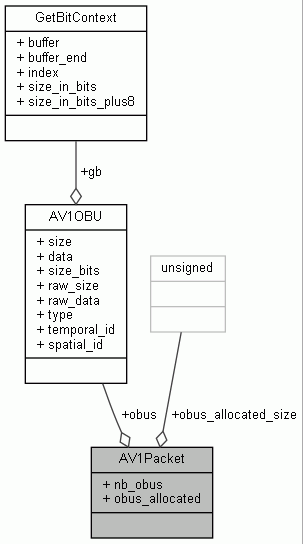 GetBitContext
+ buffer
+ buffer_end
+ index
+ size_in_bits
+ size_in_bits_plus8
+gb
AV1OBU
+ size
+ data
+ size_bits
+ raw_size
+ raw_data
+ type
+ temporal_id
+ spatial_id
unsigned
+obus
+obus_allocated_size
AV1Packet
+ nb_obus
+ obus_allocated